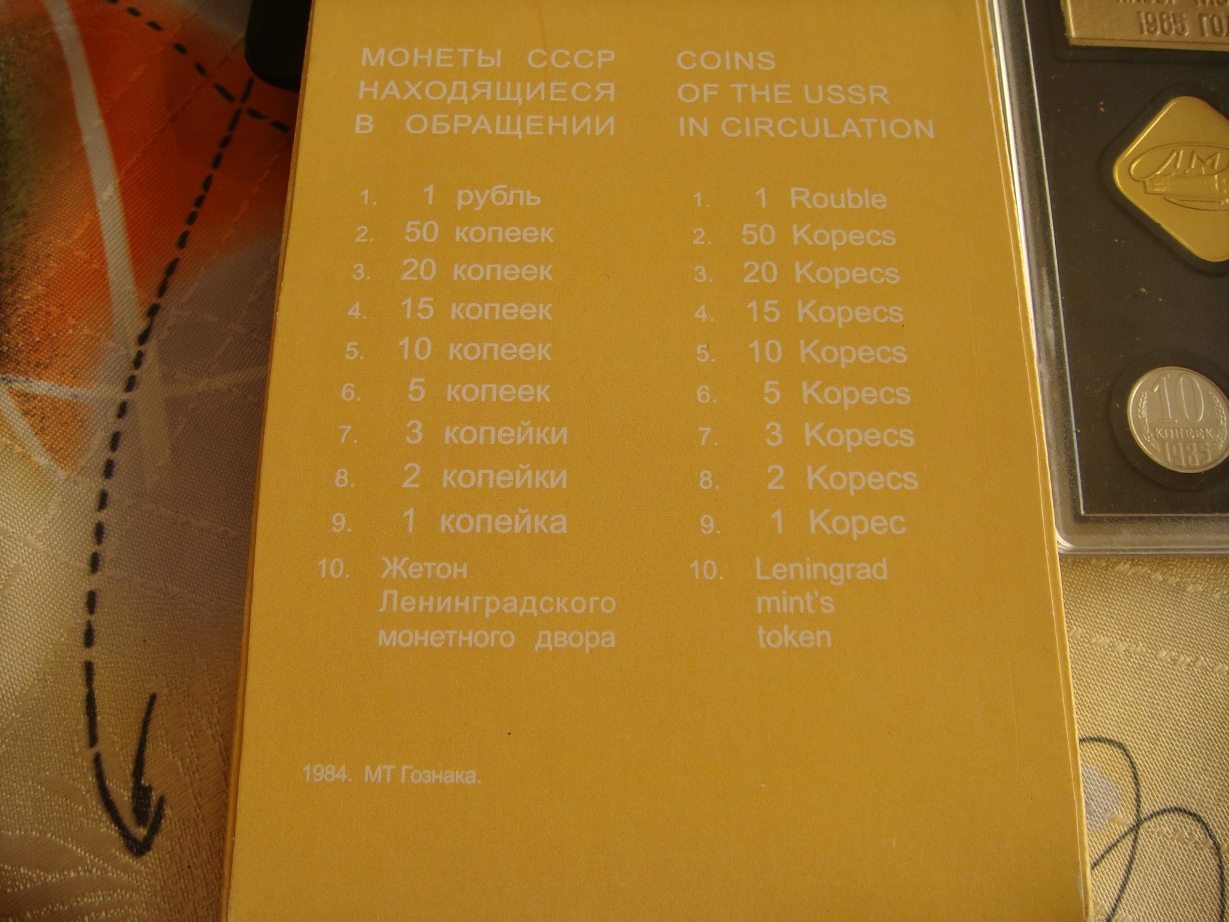 МОНЕТЫ СССР
НАХОДЯЩИЕСЯ
В ОБРАЩЕНИИ
1. 1 рубль
2. 50 копеек
3. 20 копеек
4. 15 копеек
5. 10 копеек
6. 5 копеек
7. 3 копейки
8. 2 копейки
9. 1 копейка
10. Жетон
Ленинградского
монетного двора
1984. МТ Гознака.
COINS
OF THE USSR
IN CIRCULATION
1. 1 Rouble
2. 50 Kopecs
3. 20 Kopecs
4. 15 Kopecs
5. 10 Kopecs
6. 5 Kopecs
7. 3 Kopecs
8. 2 Kopecs
9. 1 Kopec
10. Leningrad
mint's
token
1985
ЛМД
10
КОПЕЕК
1985